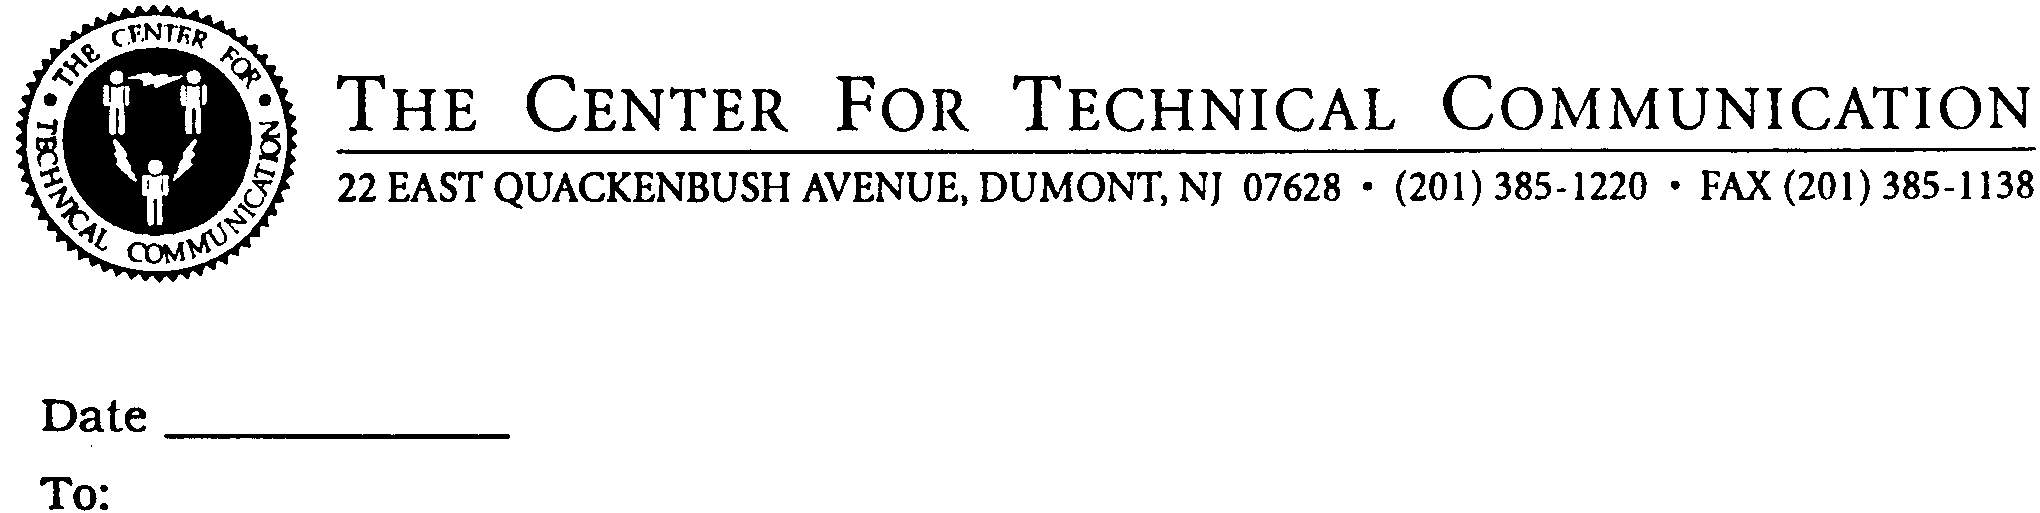 • THE CENTER FOR •
TECHNICAL COMMUNICATION
THE CENTER FOR TECHNICAL COMMUNICATION
22 EAST QUACKENBUSH AVENUE, DUMONT, NJ 07628 • (201) 385-1220 • FAX (201) 385-1138
Date ____________
To: